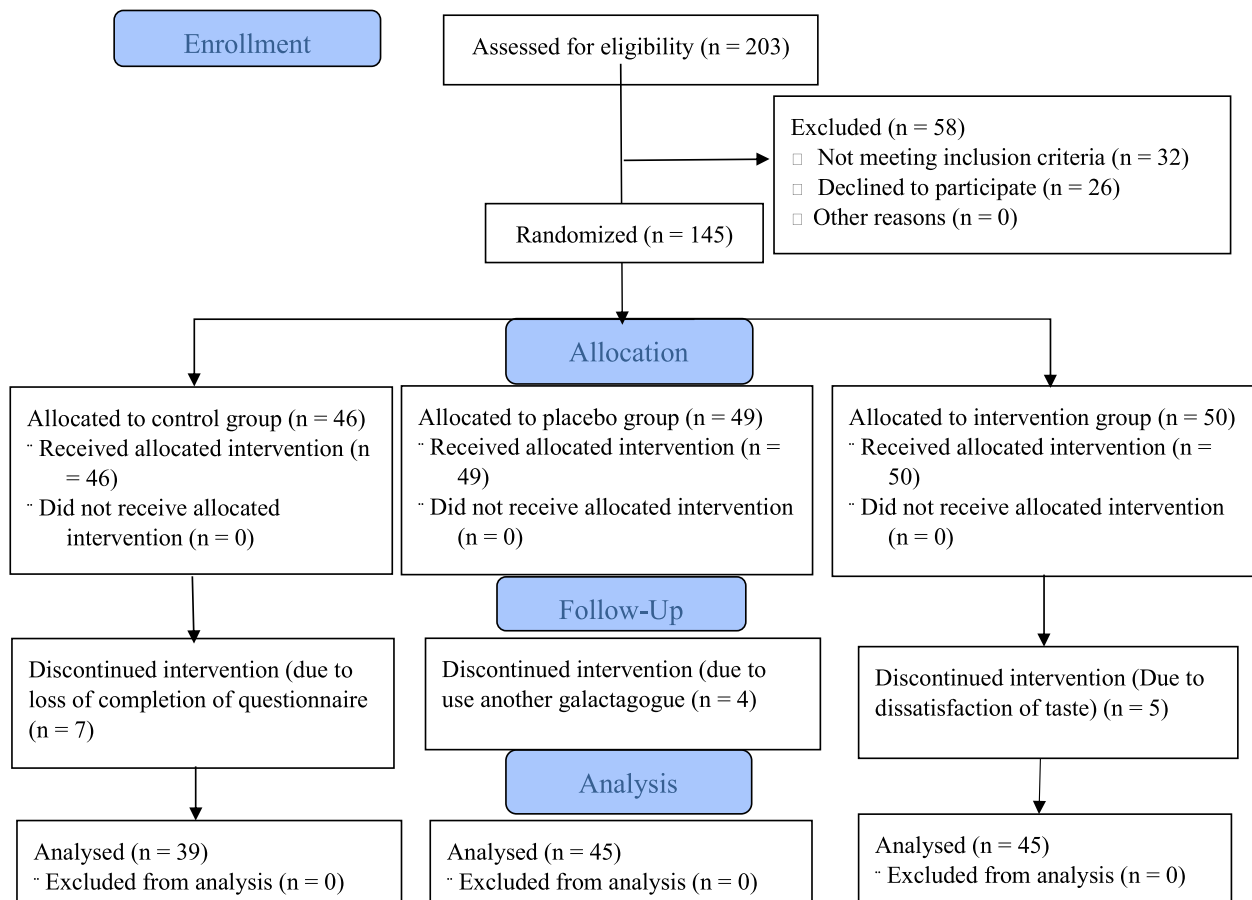 Enrollment
Assessed for eligibility (n = 203)
Excluded (n = 58)
Not meeting inclusion criteria (n = 32)
Declined to participate (n = 26)
Other reasons (n = 0)
Randomized (n = 145)
Allocation
Allocated to control group (n = 46)
¨ Received allocated intervention (n
= 46)
¨ Did not receive allocated
intervention (n = 0)
Allocated to placebo group (n = 49)
¨ Received allocated intervention (n =
49)
¨ Did not receive allocated intervention
(n = 0)
Allocated to intervention group (n = 50)
¨ Received allocated intervention (n =
50)
¨ Did not receive allocated intervention
(n = 0)
Follow-Up
Discontinued intervention (due to
loss of completion of questionnaire
(n = 7)
Discontinued intervention (due to
use another galactagogue (n = 4)
Discontinued intervention (Due to
dissatisfaction of taste) (n = 5)
Analysis
Analysed (n = 39)
¨ Excluded from analysis (n = 0)
Analysed (n = 45)
¨ Excluded from analysis (n = 0)
Analysed (n = 45)
¨ Excluded from analysis (n = 0)